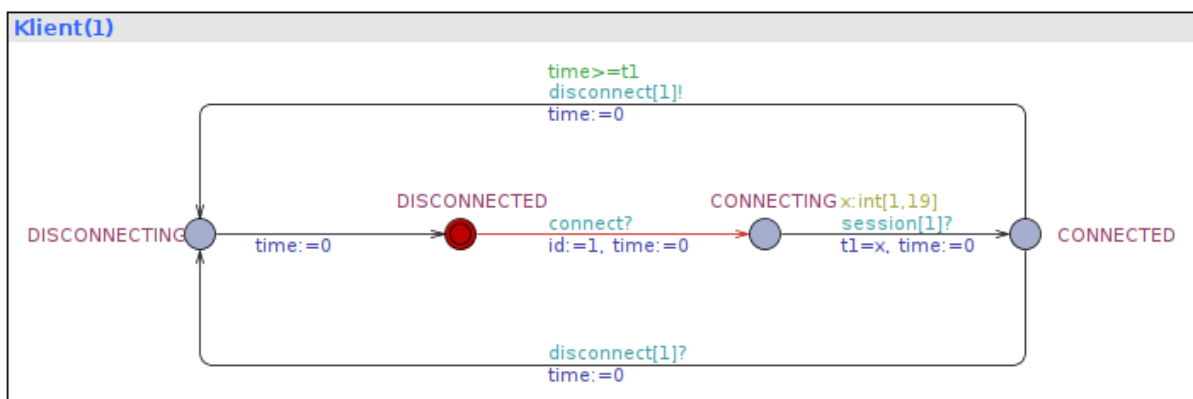 Klient(1)
time>=t1
disconnect[1]!
time:=0
DISCONNECTED
CONNECTING
x:int[1,19]
connect?
session[1]?
DISCONNECTING
CONNECTED
time:=0
id:=1, time:=0
t1=x, time:=0
disconnect[1]?
time:=0